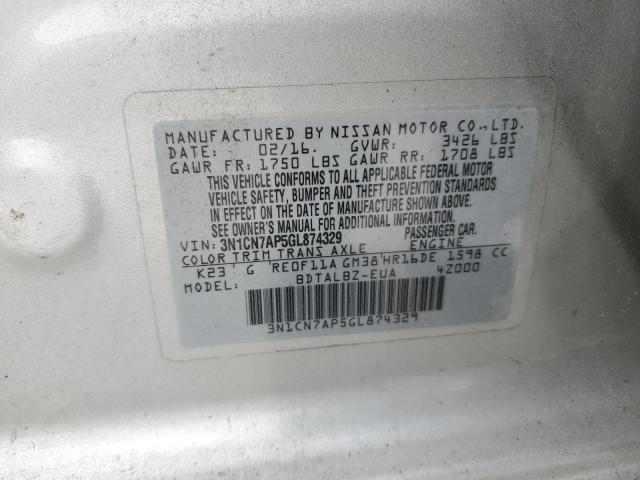 MANUFACTURED BY NISSAN MOTOR CO., LTD.
DATE: 02/16. GVWR: 3426 LBS
GAWR FR: 1750 LBS GAWR RR: 1708 LBS
THIS VEHICLE CONFORMS TO ALL APPLICABLE FEDERAL MOTOR
VEHICLE SAFETY, BUMPER AND THEFT PREVENTION STANDARDS
IN EFFECT ON THE DATE OF MANUFACTURE SHOWN ABOVE.
SEE OWNER'S MANUAL FOR ADDITIONAL INFORMATION.
VIN: 3N1CN7AP5GL874329 PASSENGER CAR.
COLOR TRIM TRANS AXLE ENGINE
K23 G RE0F11A GM38 HR16DE 1598 CC
BDTALBZ-EUA 4Z000
3N1CN7AP5GL874329